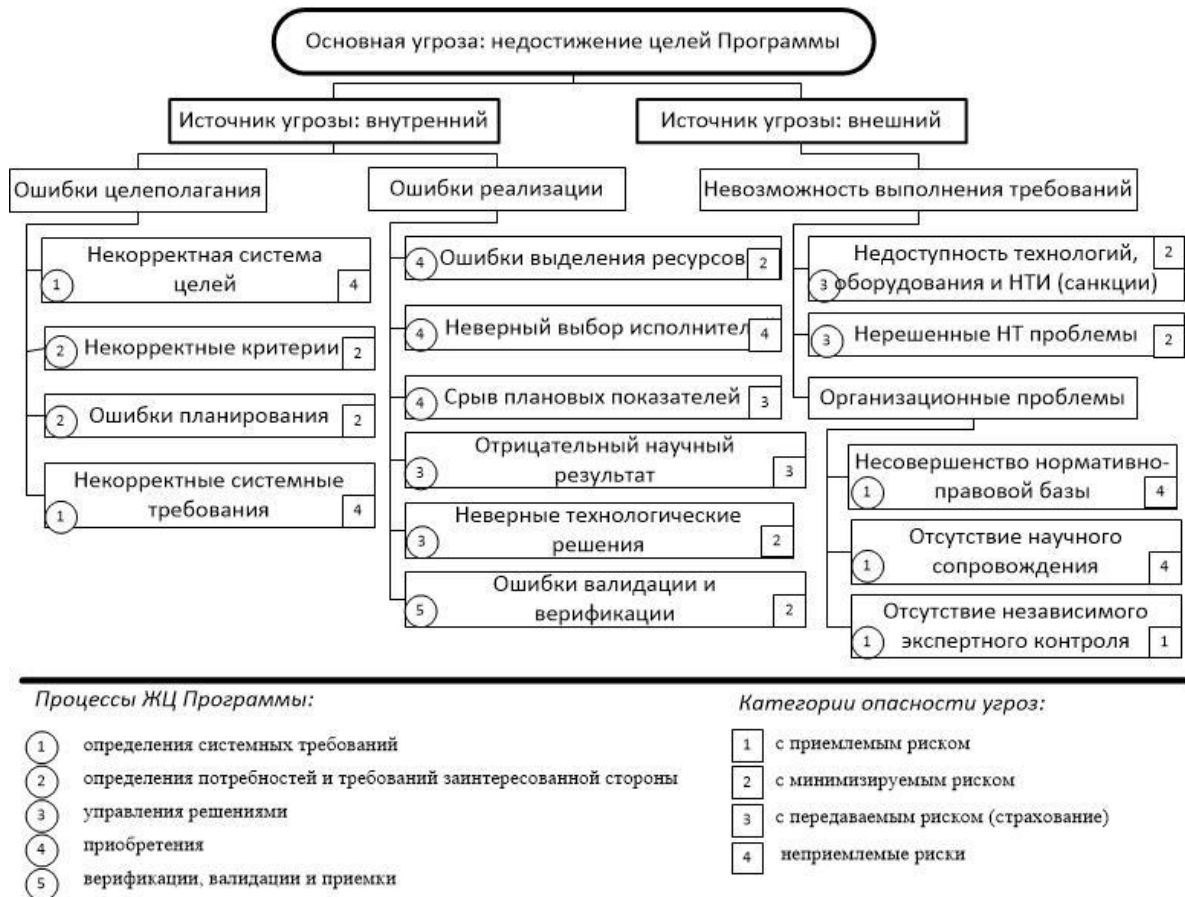 Основная угроза: недостижение целей Программы
Источник угрозы: внутренний
Источник угрозы: внешний
Ошибки целеполагания
Ошибки реализации
Невозможность выполнения требований
Некорректная система
целей
1
4
Некорректные критерии
2
2
Ошибки планирования
2
2
Некорректные системные
требования
1
4
Ошибки выделения ресурсов
4
2
Неверный выбор исполнителей
4
4
Срыв плановых показателей
4
3
Отрицательный научный
результат
3
3
Неверные технологические
решения
3
2
Ошибки валидации и
верификации
5
2
Недоступность технологий,
оборудования и НТИ (санкции)
3
2
Нерешенные НТ проблемы
3
2
Организационные проблемы
Несовершенство нормативно-
правовой базы
1
4
Отсутствие научного
сопровождения
1
4
Отсутствие независимого
экспертного контроля
1
1
Процессы ЖЦ Программы:
1 определения системных требований
2 определения потребностей и требований заинтересованной стороны
3 управления решениями
4 приобретения
5 верификации, валидации и приемки
Категории опасности угроз:
1 с приемлемым риском
2 с минимизируемым риском
3 с передаваемым риском (страхование)
4 неприемлемые риски